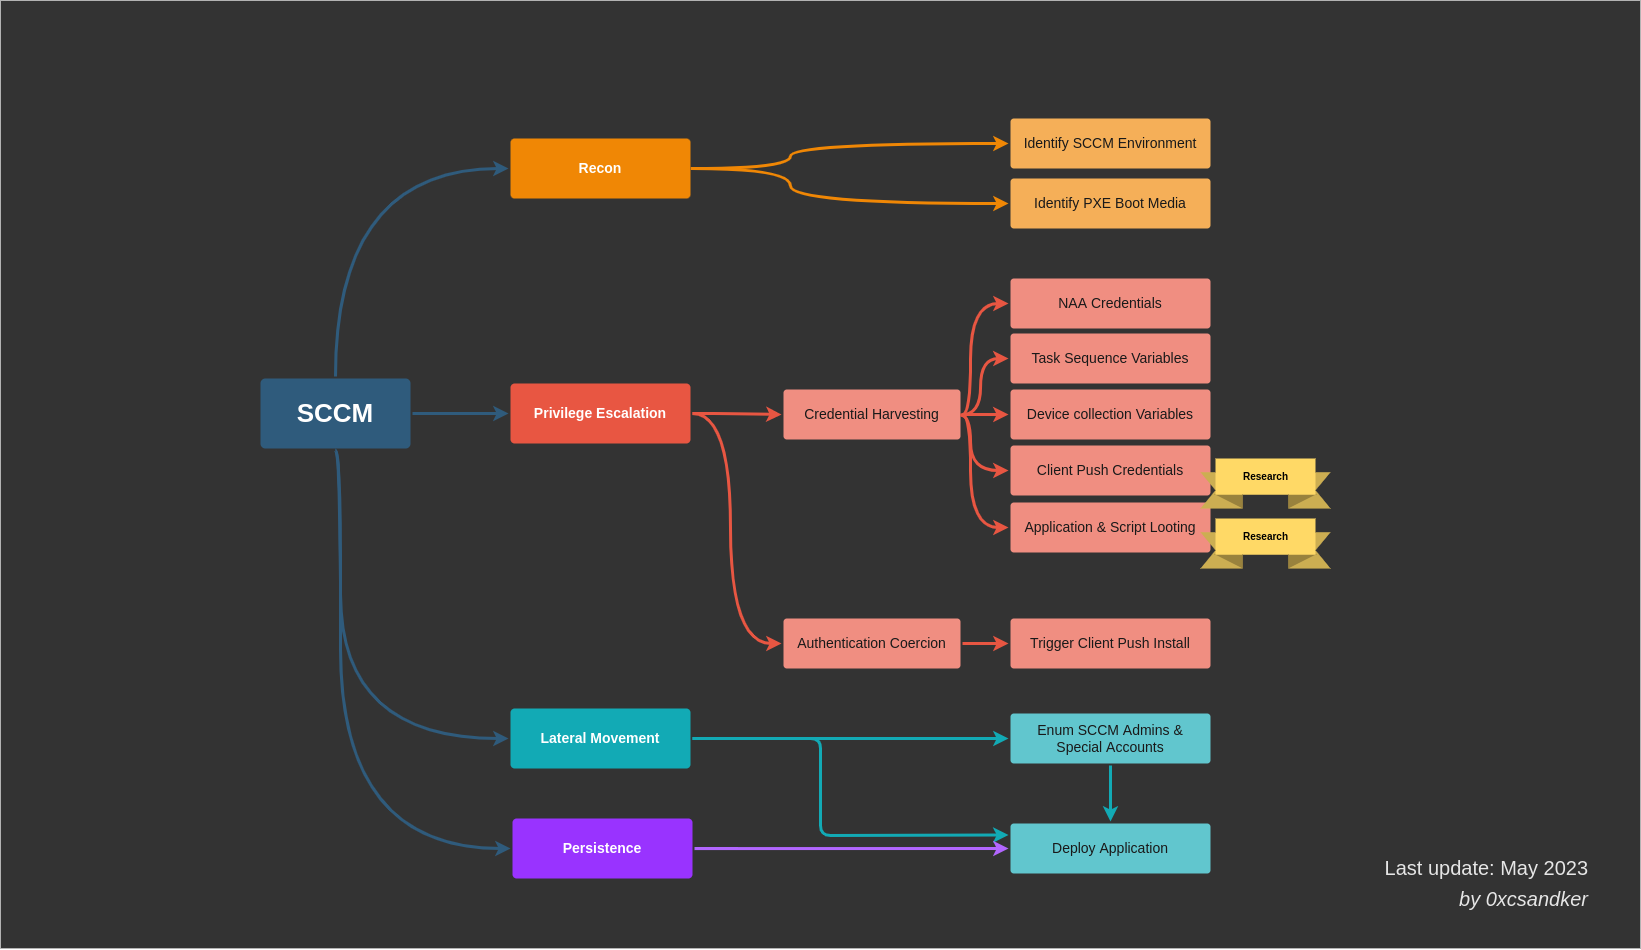 Identify SCCM Environment
Recon
Identify PXE Boot Media
NAA Credentials
Task Sequence Variables
SCCM
Privilege Escalation
Credential Harvesting
Device collection Variables
Client Push Credentials
Research
Application & Script Looting
Research
Authentication Coercion
Trigger Client Push Install
Lateral Movement
Enum SCCM Admins &
Special Accounts
Persistence
Deploy Application
Last update: May 2023
by 0xcsandker